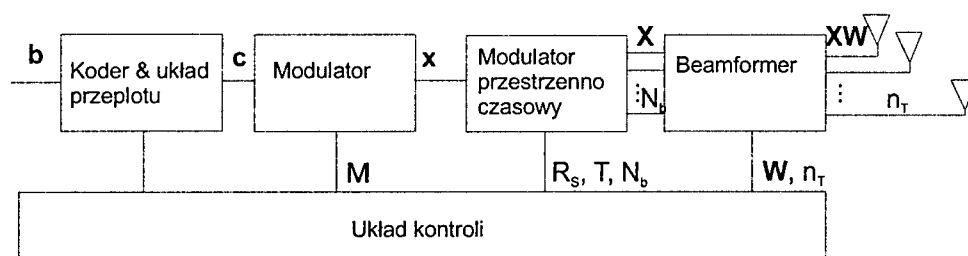 b
Koder & układ
przeplotu
c
Modulator
x
Modulator
przestrzenno
czasowy
X
⋮N_b
Beamformer
XW
⋮
n_T
M
R_S, T, N_b
W, n_T
Układ kontroli